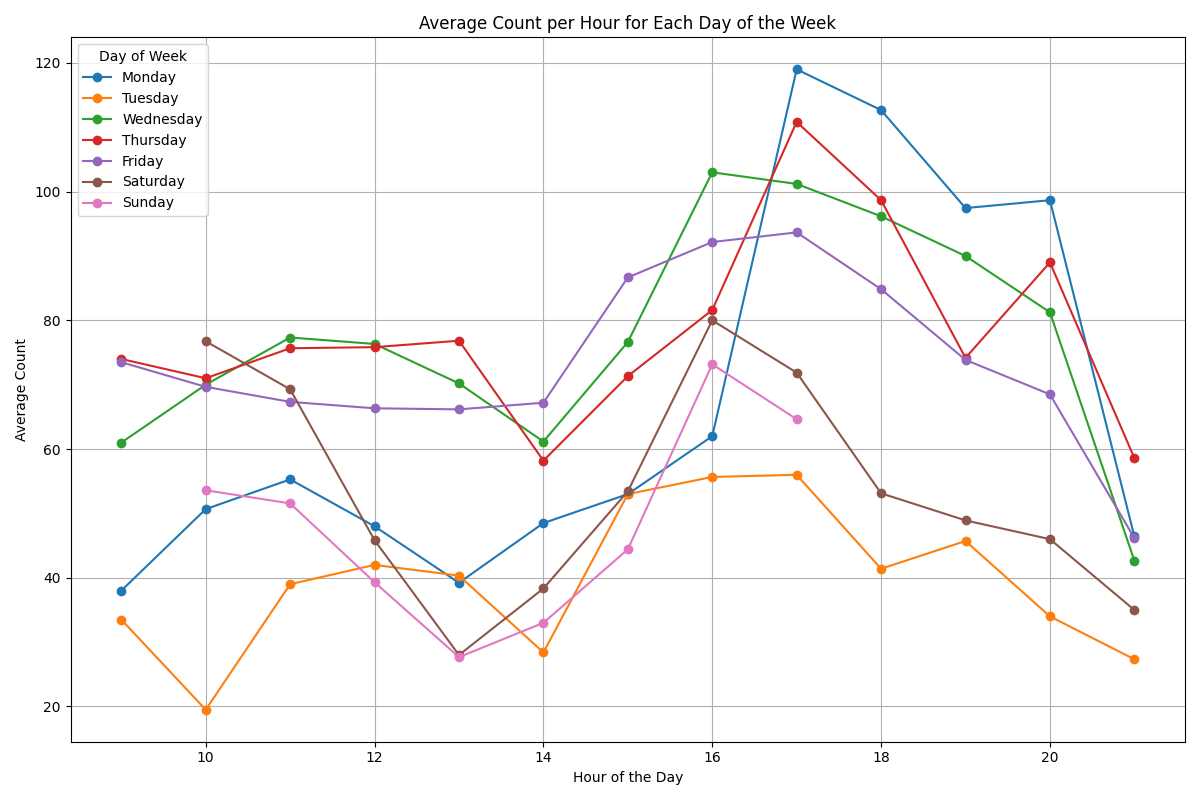 Average Count per Hour for Each Day of the Week
Day of Week
Monday
Tuesday
Wednesday
Thursday
Friday
Saturday
Sunday
120
100
80
60
40
20
Average Count
10 12 14 16 18 20
Hour of the Day